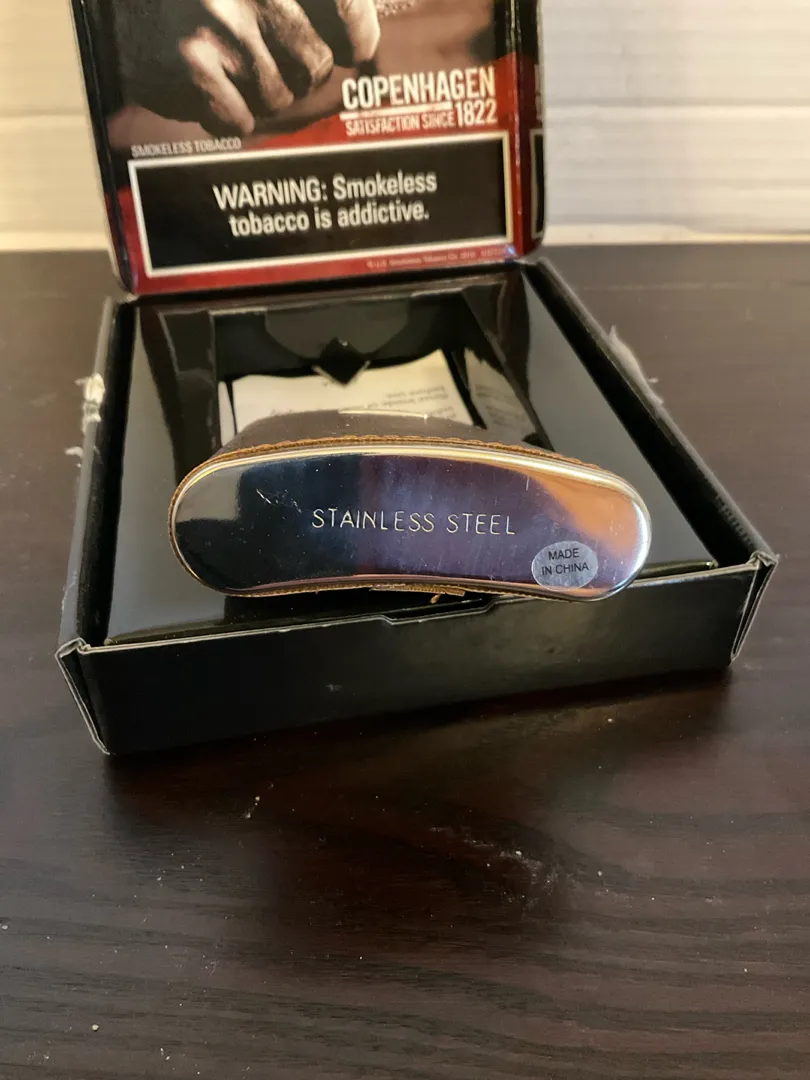 COPENHAGEN
SATISFACTION SINCE 1822
SMOKELESS TOBACCO
WARNING: Smokeless
tobacco is addictive.
STAINLESS STEEL
MADE
IN CHINA